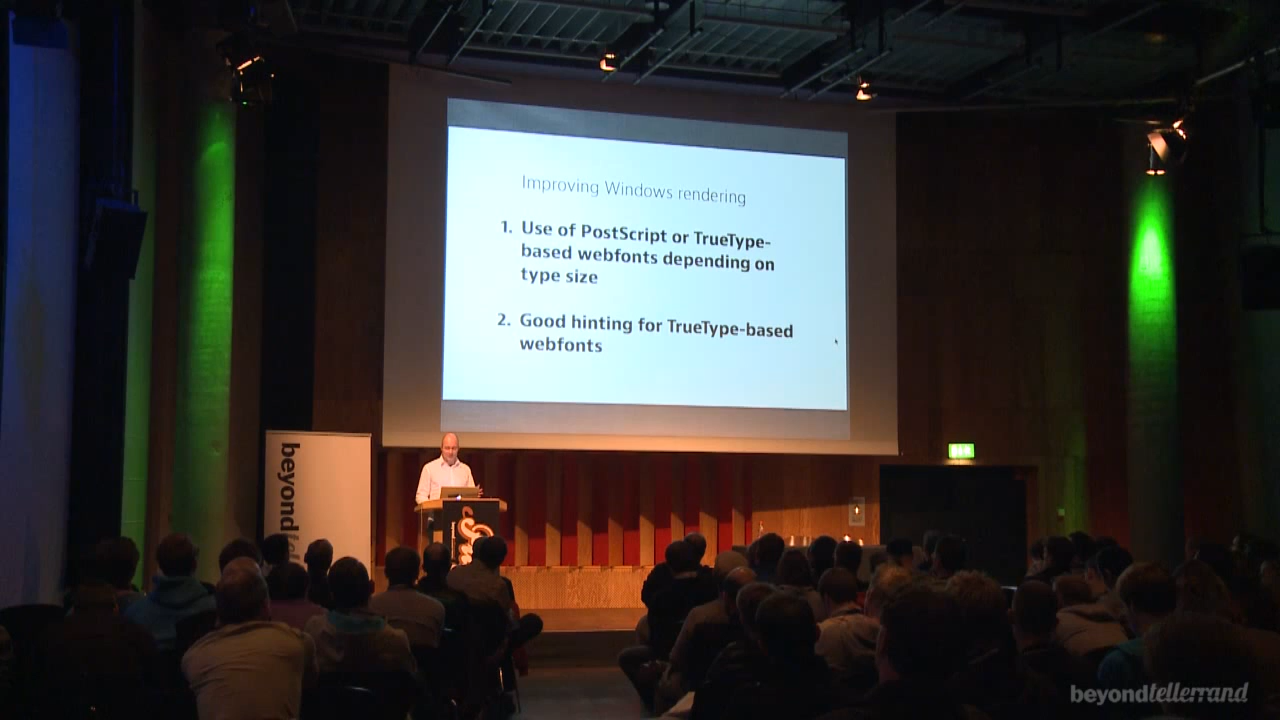 Improving Windows rendering
1. Use of PostScript or TrueType-
based webfonts depending on
type size
2. Good hinting for TrueType-based
webfonts
beyond
beyondtellerrand